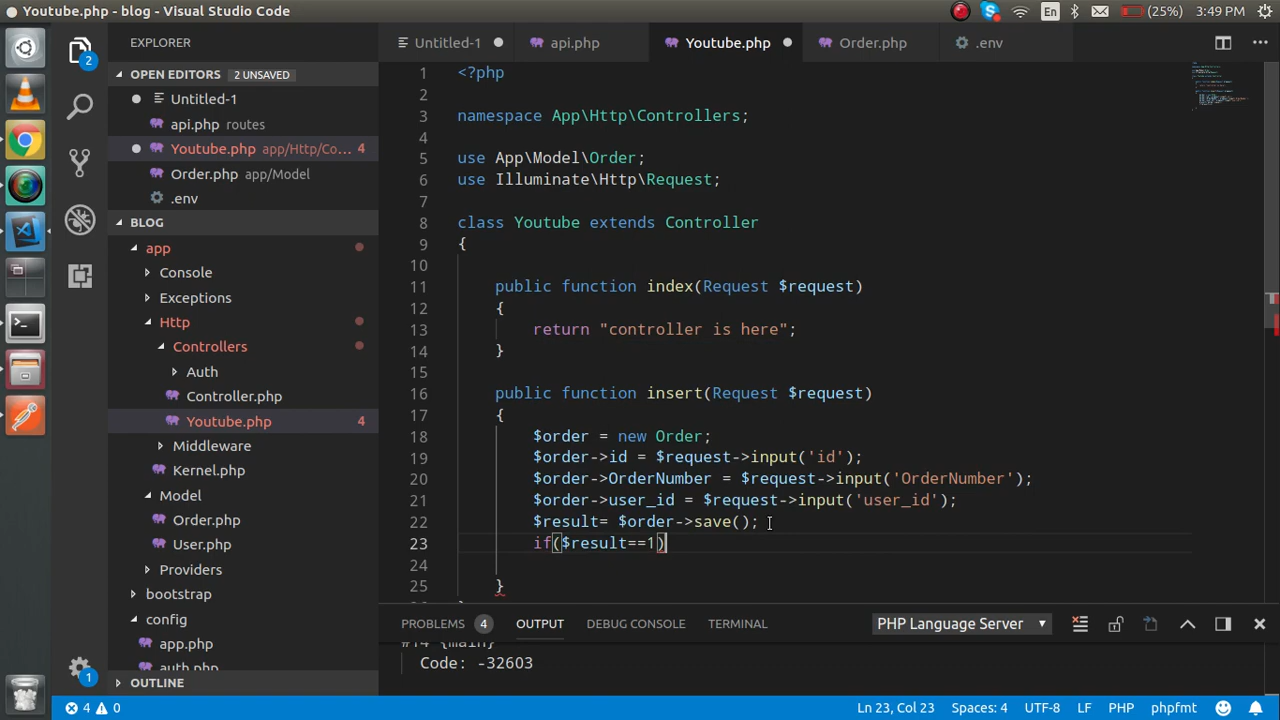 Youtube.php - blog - Visual Studio Code
En
(25%)
3:49 PM
EXPLORER
Untitled-1
api.php
Youtube.php
Order.php
.env
OPEN EDITORS 2 UNSAVED
Untitled-1
api.php routes
Youtube.php app/Http/Co... 4
Order.php app/Model
.env
BLOG
app
Console
Exceptions
Http
Controllers
Auth
Controller.php
Youtube.php 4
Middleware
Kernel.php
Model
Order.php
User.php
Providers
bootstrap
config
app.php
auth.php
OUTLINE
2
1
1 <?php
2
3 namespace App\Http\Controllers;
4
5 use App\Model\Order;
6 use Illuminate\Http\Request;
7
8 class Youtube extends Controller
9 {
10
11 public function index(Request $request)
12 {
13 return "controller is here";
14 }
15
16 public function insert(Request $request)
17 {
18 $order = new Order;
19 $order->id = $request->input('id');
20 $order->OrderNumber = $request->input('OrderNumber');
21 $order->user_id = $request->input('user_id');
22 $result= $order->save();
23 if($result==1)
24
25 }
PROBLEMS 4 OUTPUT DEBUG CONSOLE TERMINAL PHP Language Server
#14 {main}
Code: -32603
4 0 Ln 23, Col 23 Spaces: 4 UTF-8 LF PHP phpfmt